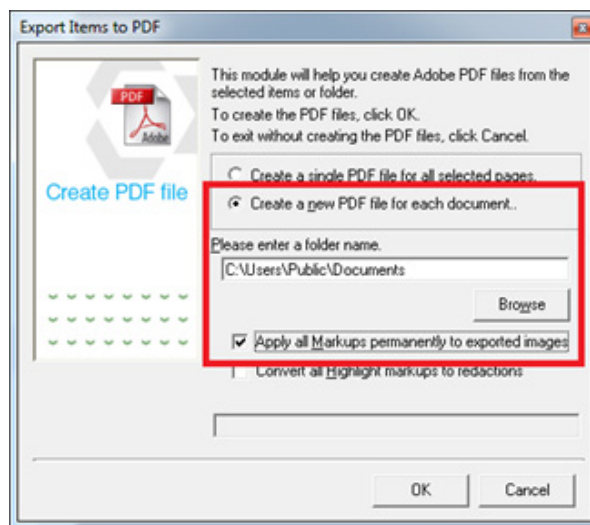 Export Items to PDF
PDF
Adobe
Create PDF file
This module will help you create Adobe PDF files from the
selected items or folder.
To create the PDF files, click OK.
To exit without creating the PDF files, click Cancel.
Create a single PDF file for all selected pages.
Create a new PDF file for each document..
Please enter a folder name.
C:\Users\Public\Documents
Browse
Apply all Markups permanently to exported images
Convert all Highlight markups to redactions
OK
Cancel